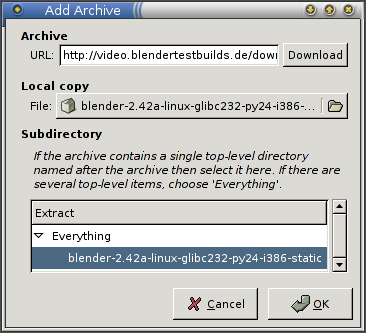 Add Archive
Archive
URL: http://video.blendertestbuilds.de/dow Download
Local copy
File: blender-2.42a-linux-glibc232-py24-i386-...
Subdirectory
If the archive contains a single top-level directory
named after the archive then select it here. If there are
several top-level items, choose 'Everything'.
Extract
Everything
blender-2.42a-linux-glibc232-py24-i386-static
Cancel OK